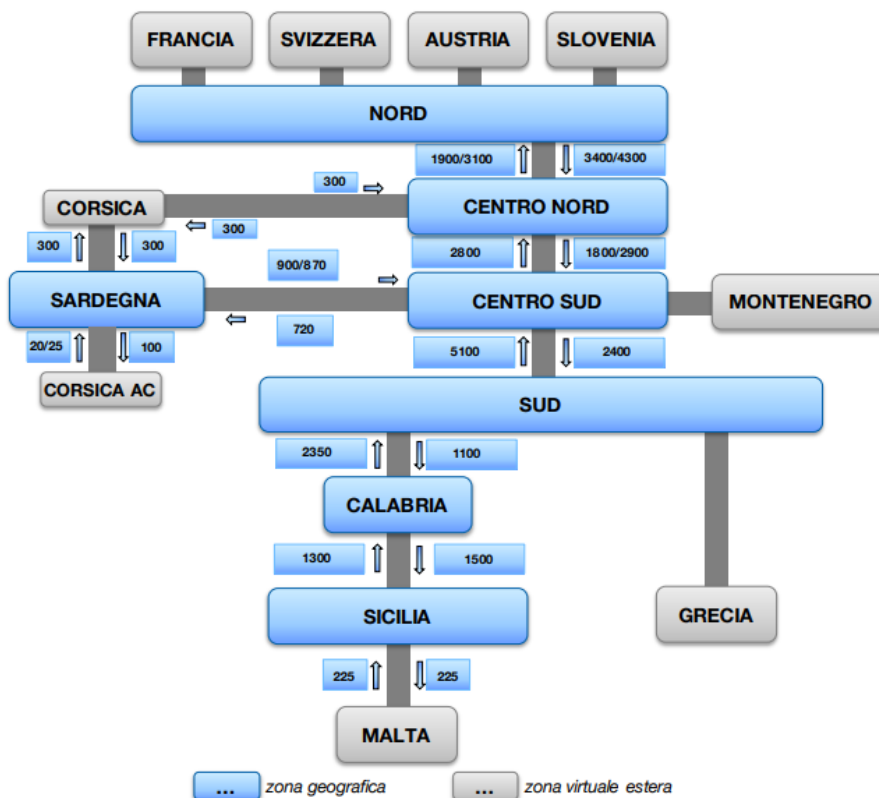 FRANCIA
SVIZZERA
AUSTRIA
SLOVENIA
NORD
1900/3100
3400/4300
300
CORSICA
CENTRO NORD
300
300
300
2800
1800/2900
900/870
SARDEGNA
CENTRO SUD
MONTENEGRO
720
20/25
100
5100
2400
CORSICA AC
SUD
2350
1100
CALABRIA
1300
1500
SICILIA
GRECIA
225
225
MALTA
... zona geografica
... zona virtuale estera